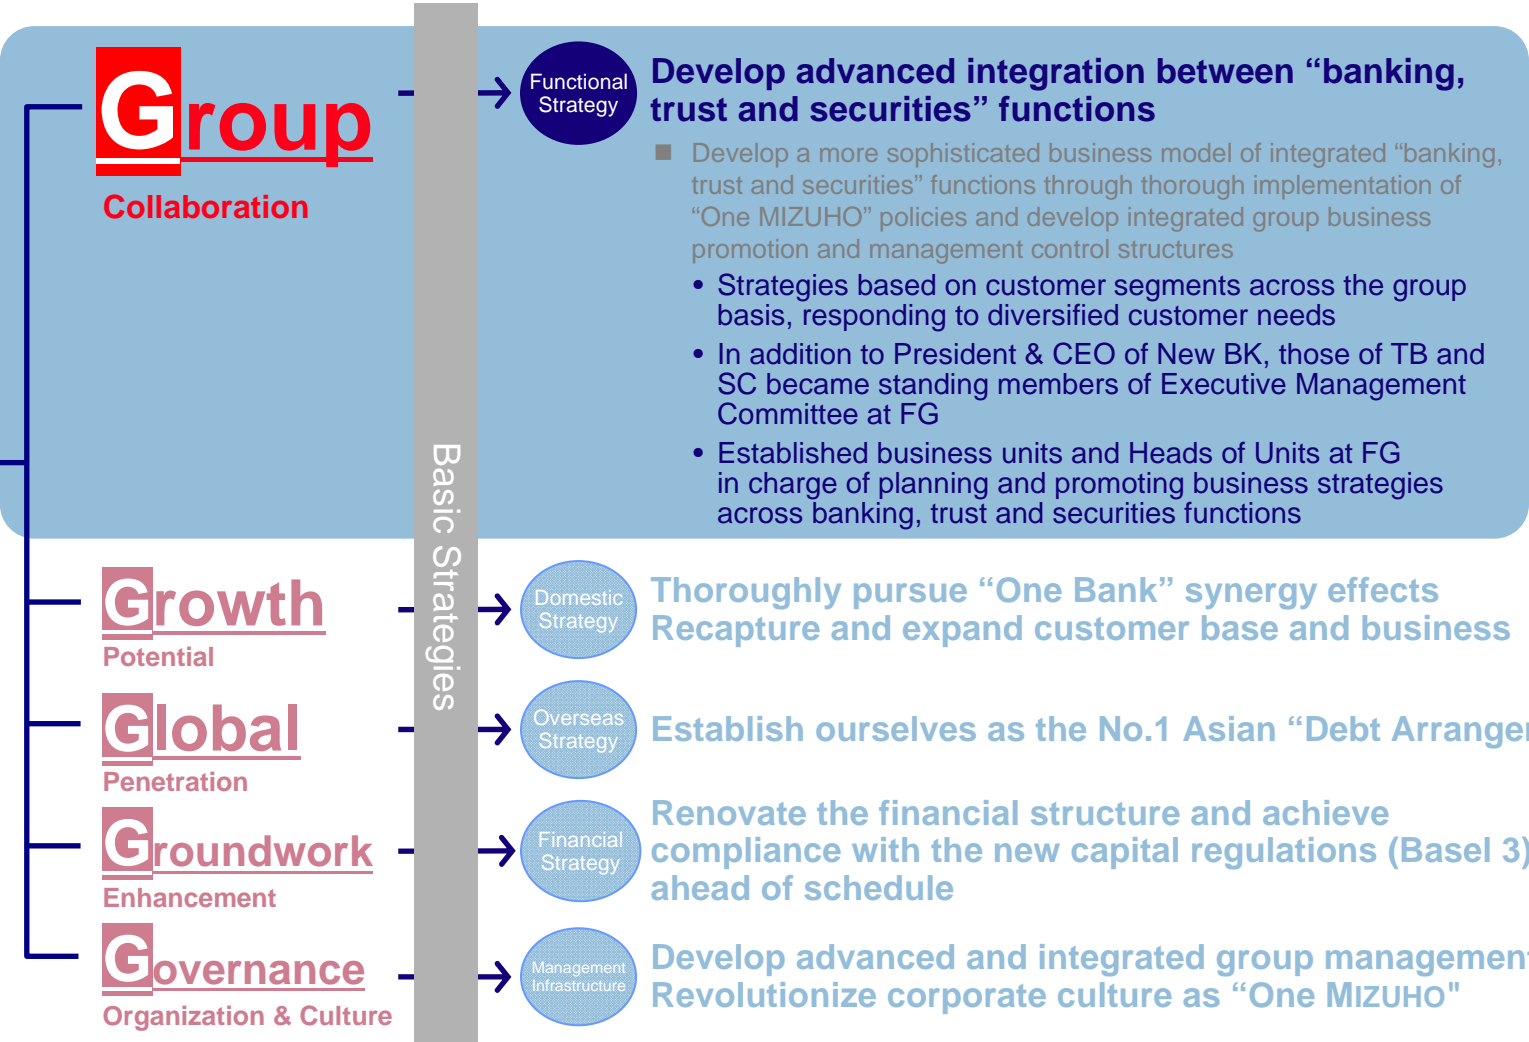 Group
Collaboration
Functional
Strategy
Develop advanced integration between “banking,
trust and securities” functions
■ Develop a more sophisticated business model of integrated “banking,
trust and securities” functions through thorough implementation of
“One MIZUHO” policies and develop integrated group business
promotion and management control structures
• Strategies based on customer segments across the group
basis, responding to diversified customer needs
• In addition to President & CEO of New BK, those of TB and
SC became standing members of Executive Management
Committee at FG
• Established business units and Heads of Units at FG
in charge of planning and promoting business strategies
across banking, trust and securities functions
Basic Strategies
Growth
Potential
Domestic
Strategy
Thoroughly pursue “One Bank” synergy effects
Recapture and expand customer base and business
Global
Penetration
Overseas
Strategy
Establish ourselves as the No.1 Asian “Debt Arranger
Groundwork
Enhancement
Financial
Strategy
Renovate the financial structure and achieve
compliance with the new capital regulations (Basel 3)
ahead of schedule
Governance
Organization & Culture
Management
Infrastructure
Develop advanced and integrated group management
Revolutionize corporate culture as “One MIZUHO"